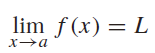 lim f(x) = L
x→a